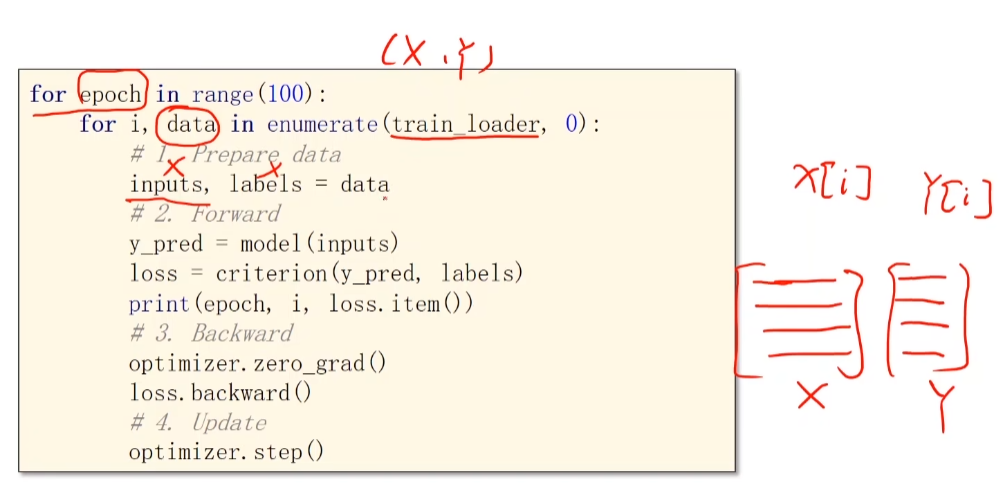 (X, Y)
for epoch in range(100):
for i, data in enumerate(train_loader, 0):
# 1. Prepare data
x x
inputs, labels = data
# 2. Forward
y_pred = model(inputs)
loss = criterion(y_pred, labels)
print(epoch, i, loss.item())
# 3. Backward
optimizer.zero_grad()
loss.backward()
# 4. Update
optimizer.step()
X[i] Y[i]
X Y